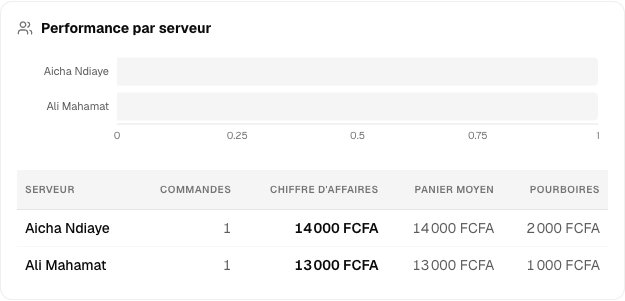 Performance par serveur
Aicha Ndiaye
Ali Mahamat
0 0.25 0.5 0.75 1
SERVEUR COMMANDES CHIFFRE D'AFFAIRES PANIER MOYEN POURBOIRES
Aicha Ndiaye 1 14 000 FCFA 14 000 FCFA 2 000 FCFA
Ali Mahamat 1 13 000 FCFA 13 000 FCFA 1 000 FCFA